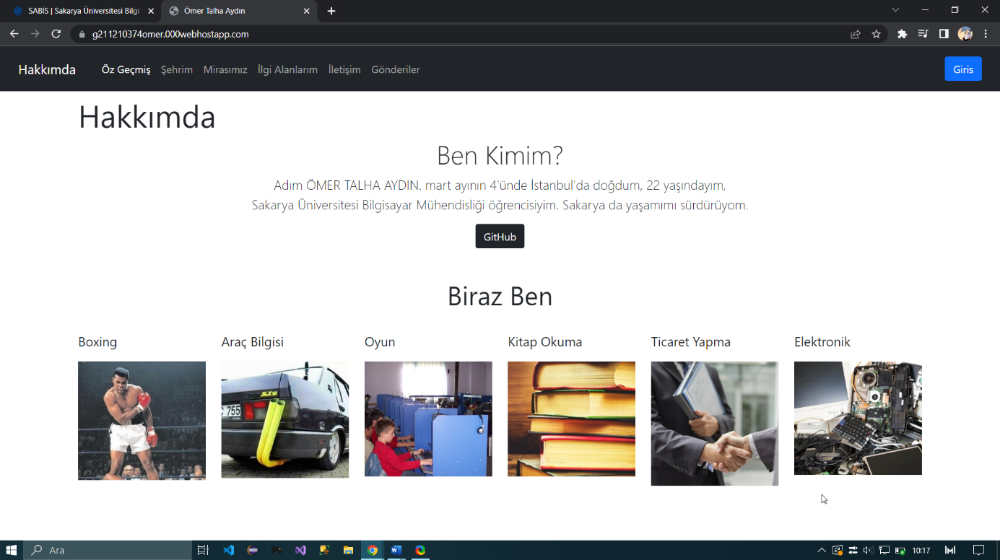 SABİS | Sakarya Üniversitesi Bilgi
Ömer Talha Aydın
g211210374omer.000webhostapp.com
Hakkımda
Öz Geçmiş
Şehrim
Mirasımız
İlgi Alanlarım
İletişim
Gönderiler
Giris
Hakkımda
Ben Kimim?
Adım ÖMER TALHA AYDIN. mart ayının 4'ünde İstanbul'da doğdum, 22 yaşındayım,
Sakarya Üniversitesi Bilgisayar Mühendisliği öğrencisiyim. Sakarya da yaşamımı sürdürüyom.
GitHub
Biraz Ben
Boxing
Araç Bilgisi
Oyun
Kitap Okuma
Ticaret Yapma
Elektronik
SLX
C 755
Ara
10:17